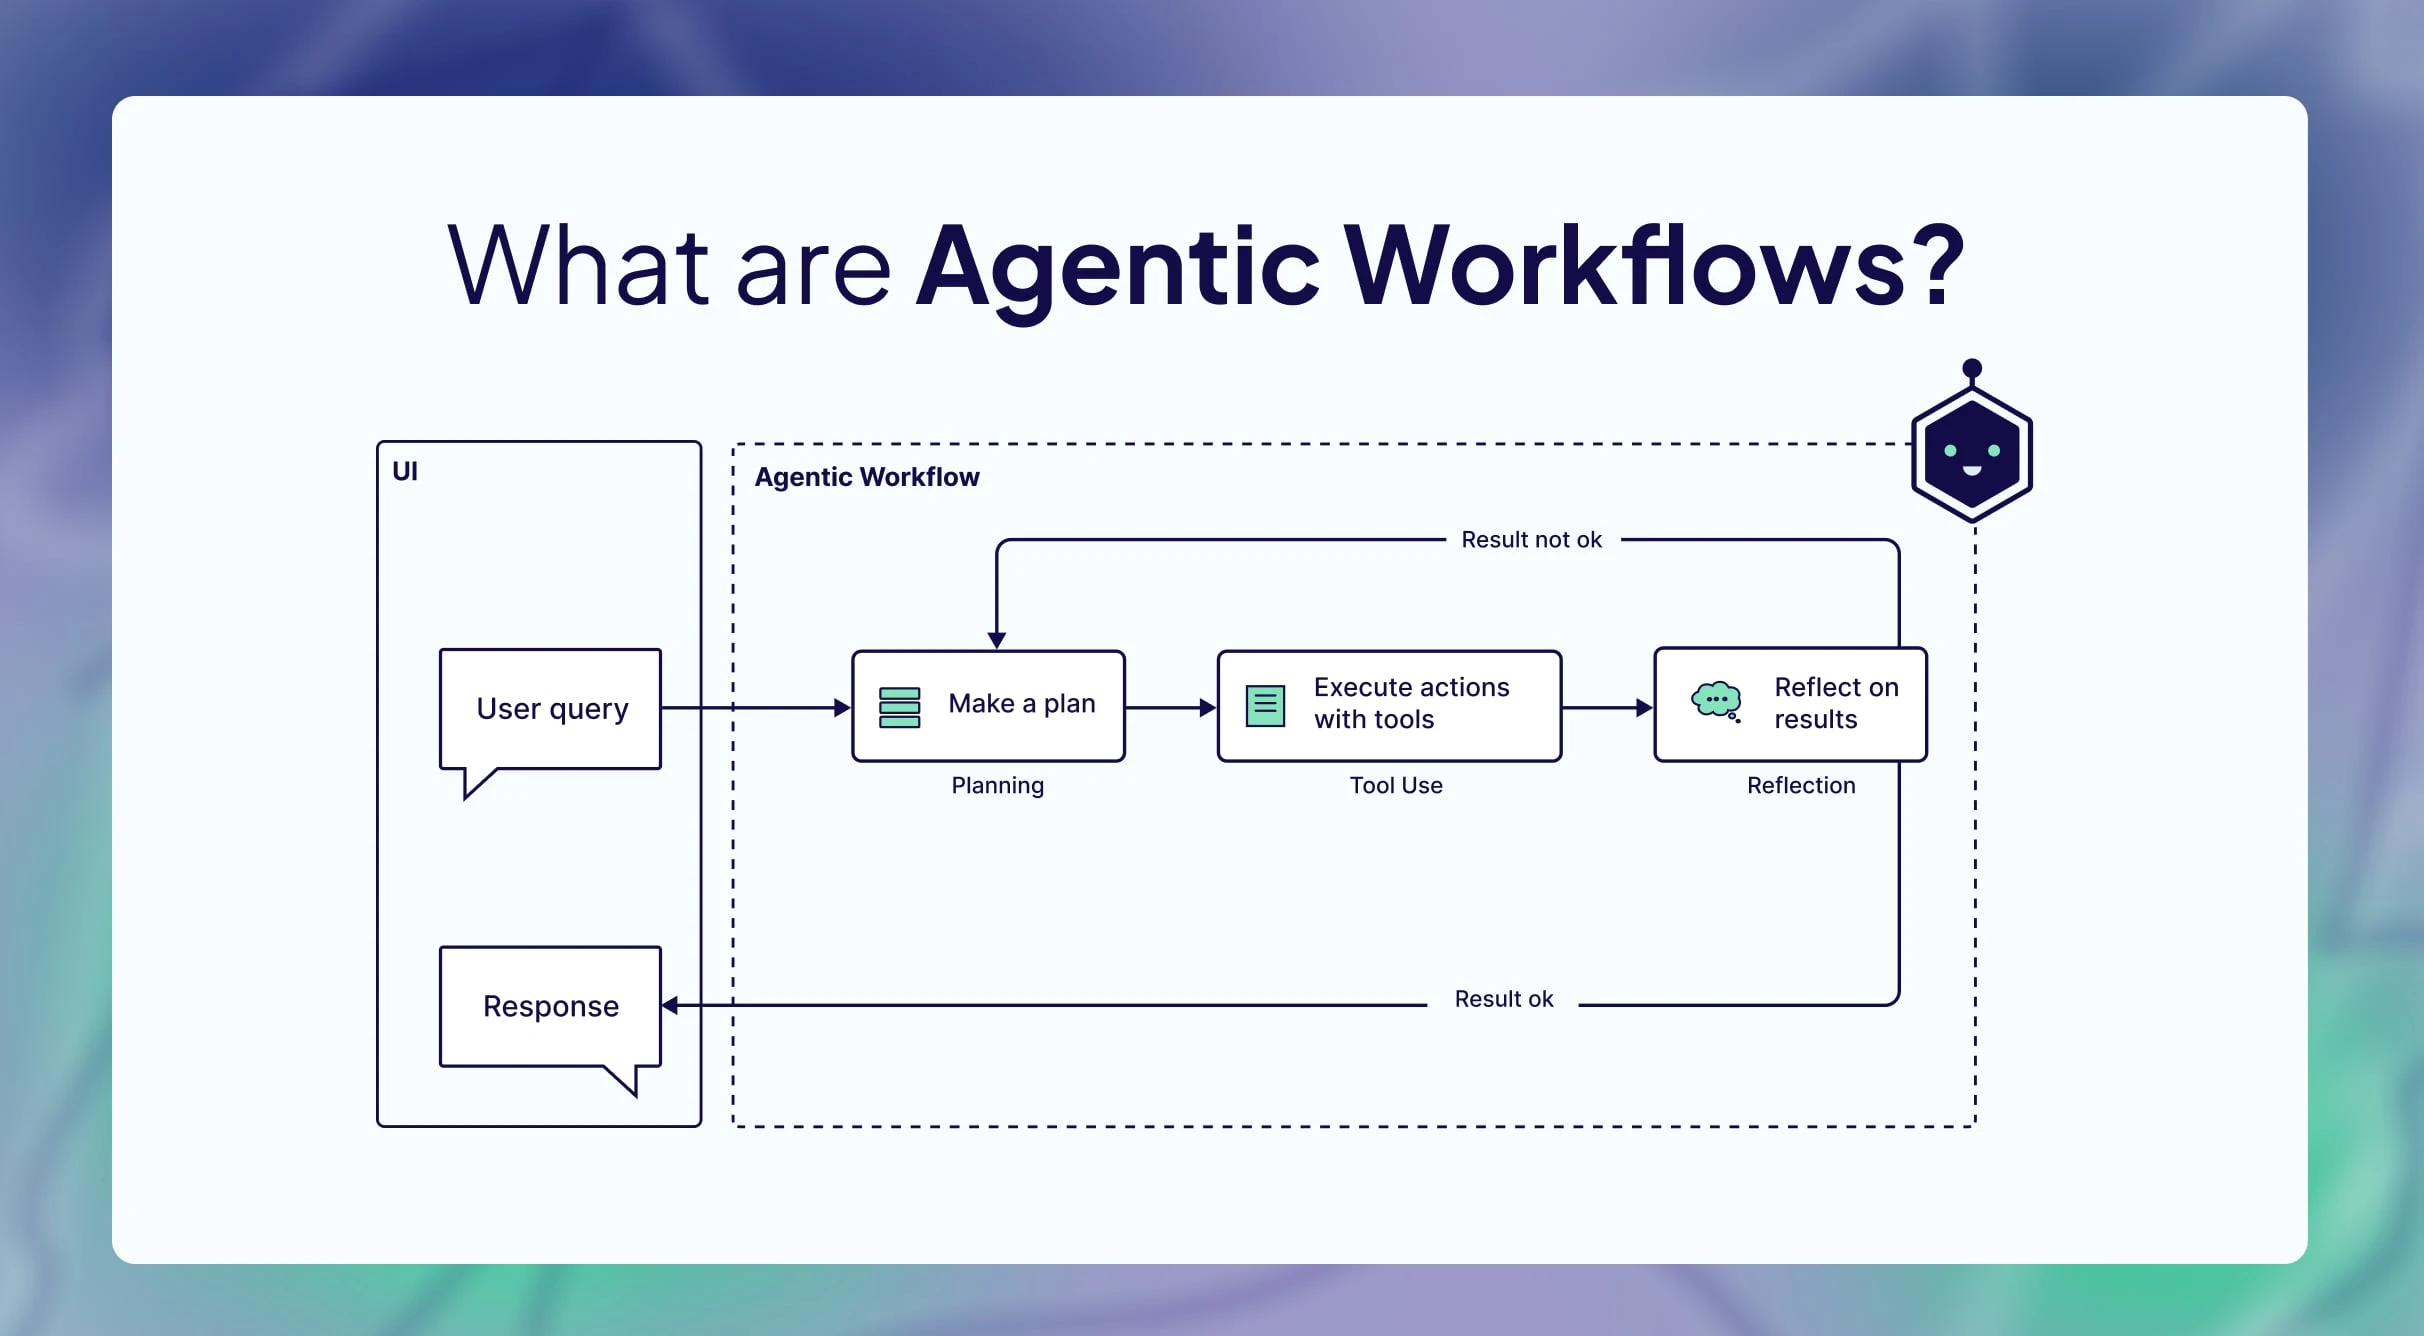 What are Agentic Workflows?
UI
Agentic Workflow
Result not ok
User query
Make a plan
Execute actions
with tools
Reflect on
results
Planning
Tool Use
Reflection
Response
Result ok